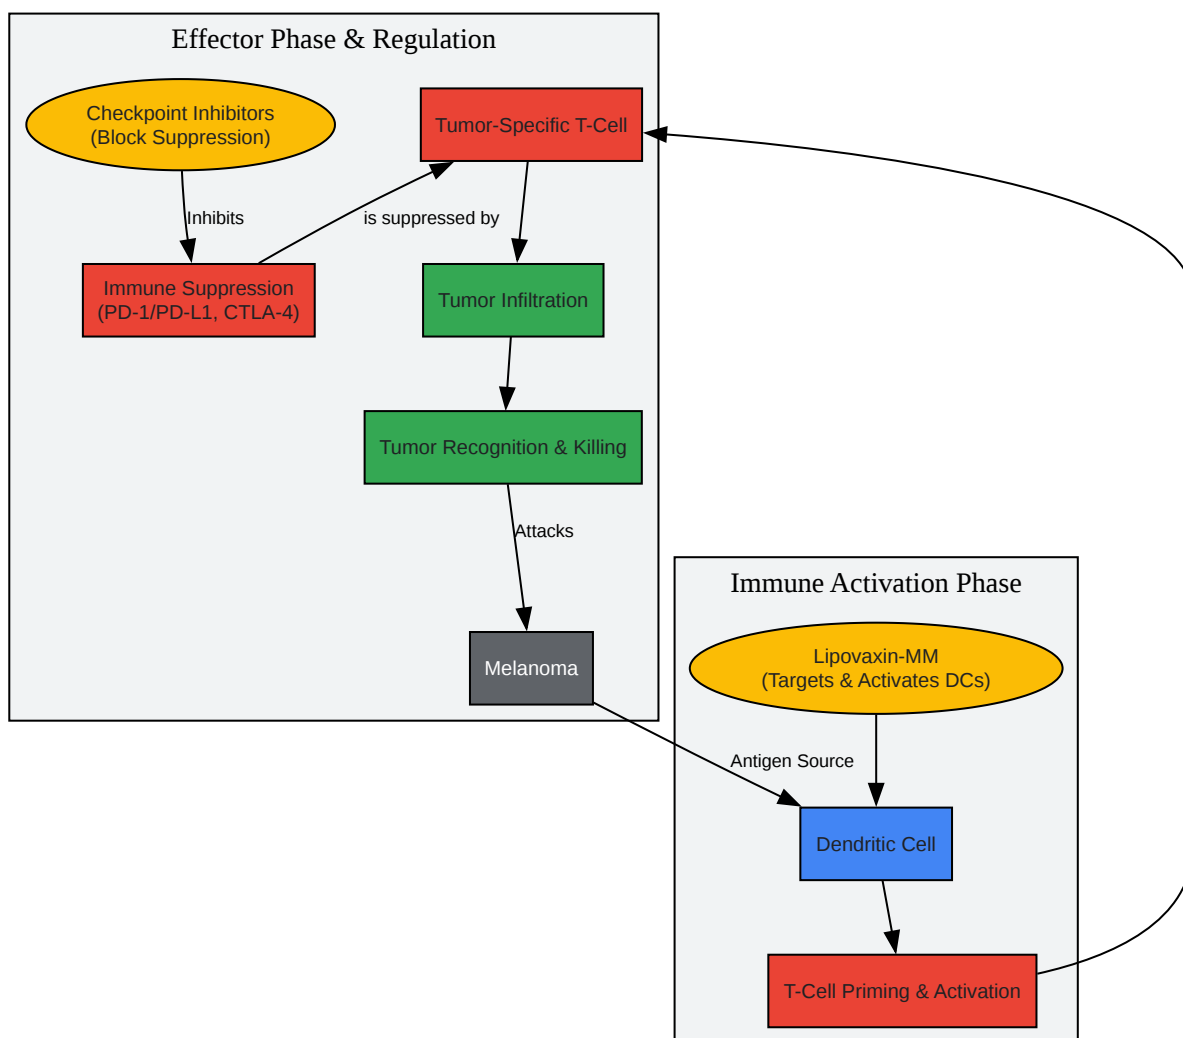 Effector Phase & Regulation
Checkpoint Inhibitors
(Block Suppression)
Tumor-Specific T-Cell
Inhibits
is suppressed by
Immune Suppression
(PD-1/PD-L1, CTLA-4)
Tumor Infiltration
Tumor Recognition & Killing
Attacks
Melanoma
Immune Activation Phase
Lipovaxin-MM
(Targets & Activates DCs)
Antigen Source
Dendritic Cell
T-Cell Priming & Activation